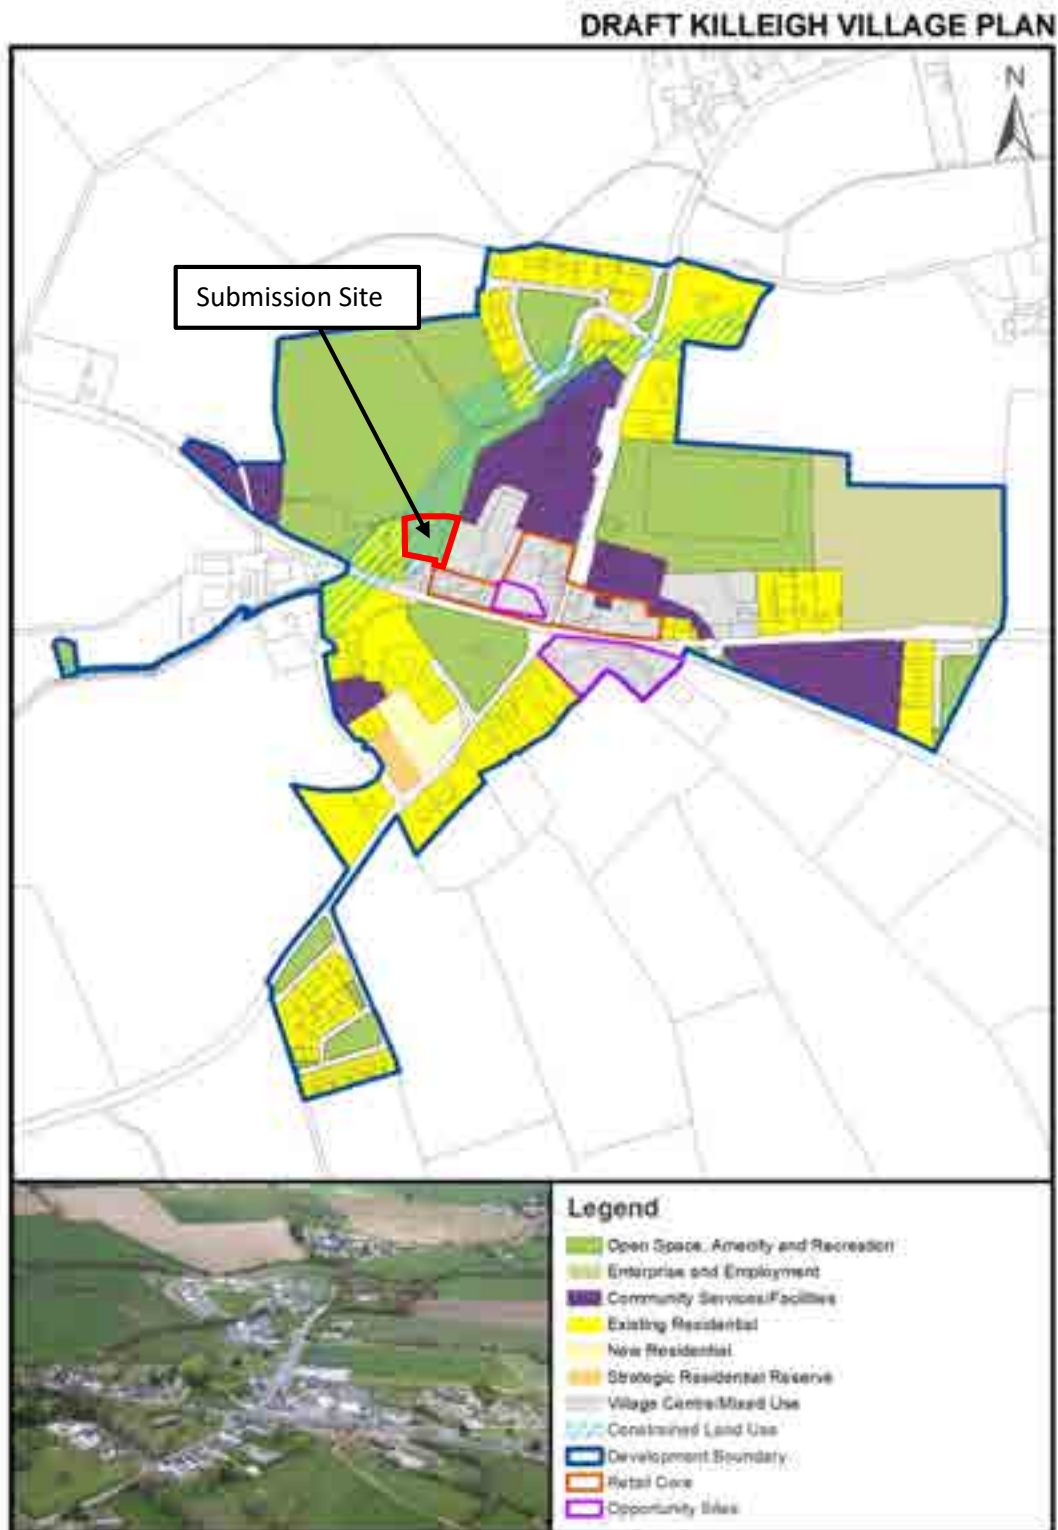 DRAFT KILLEIGH VILLAGE PLAN
N
Submission Site
Legend
Open Space, Amenity and Recreation
Enterprise and Employment
Community Services/Facilities
Existing Residential
New Residential
Strategic Residential Reserve
Village Centre/Mixed Use
Constrained Land Use
Development Boundary
Retail Core
Opportunity Sites